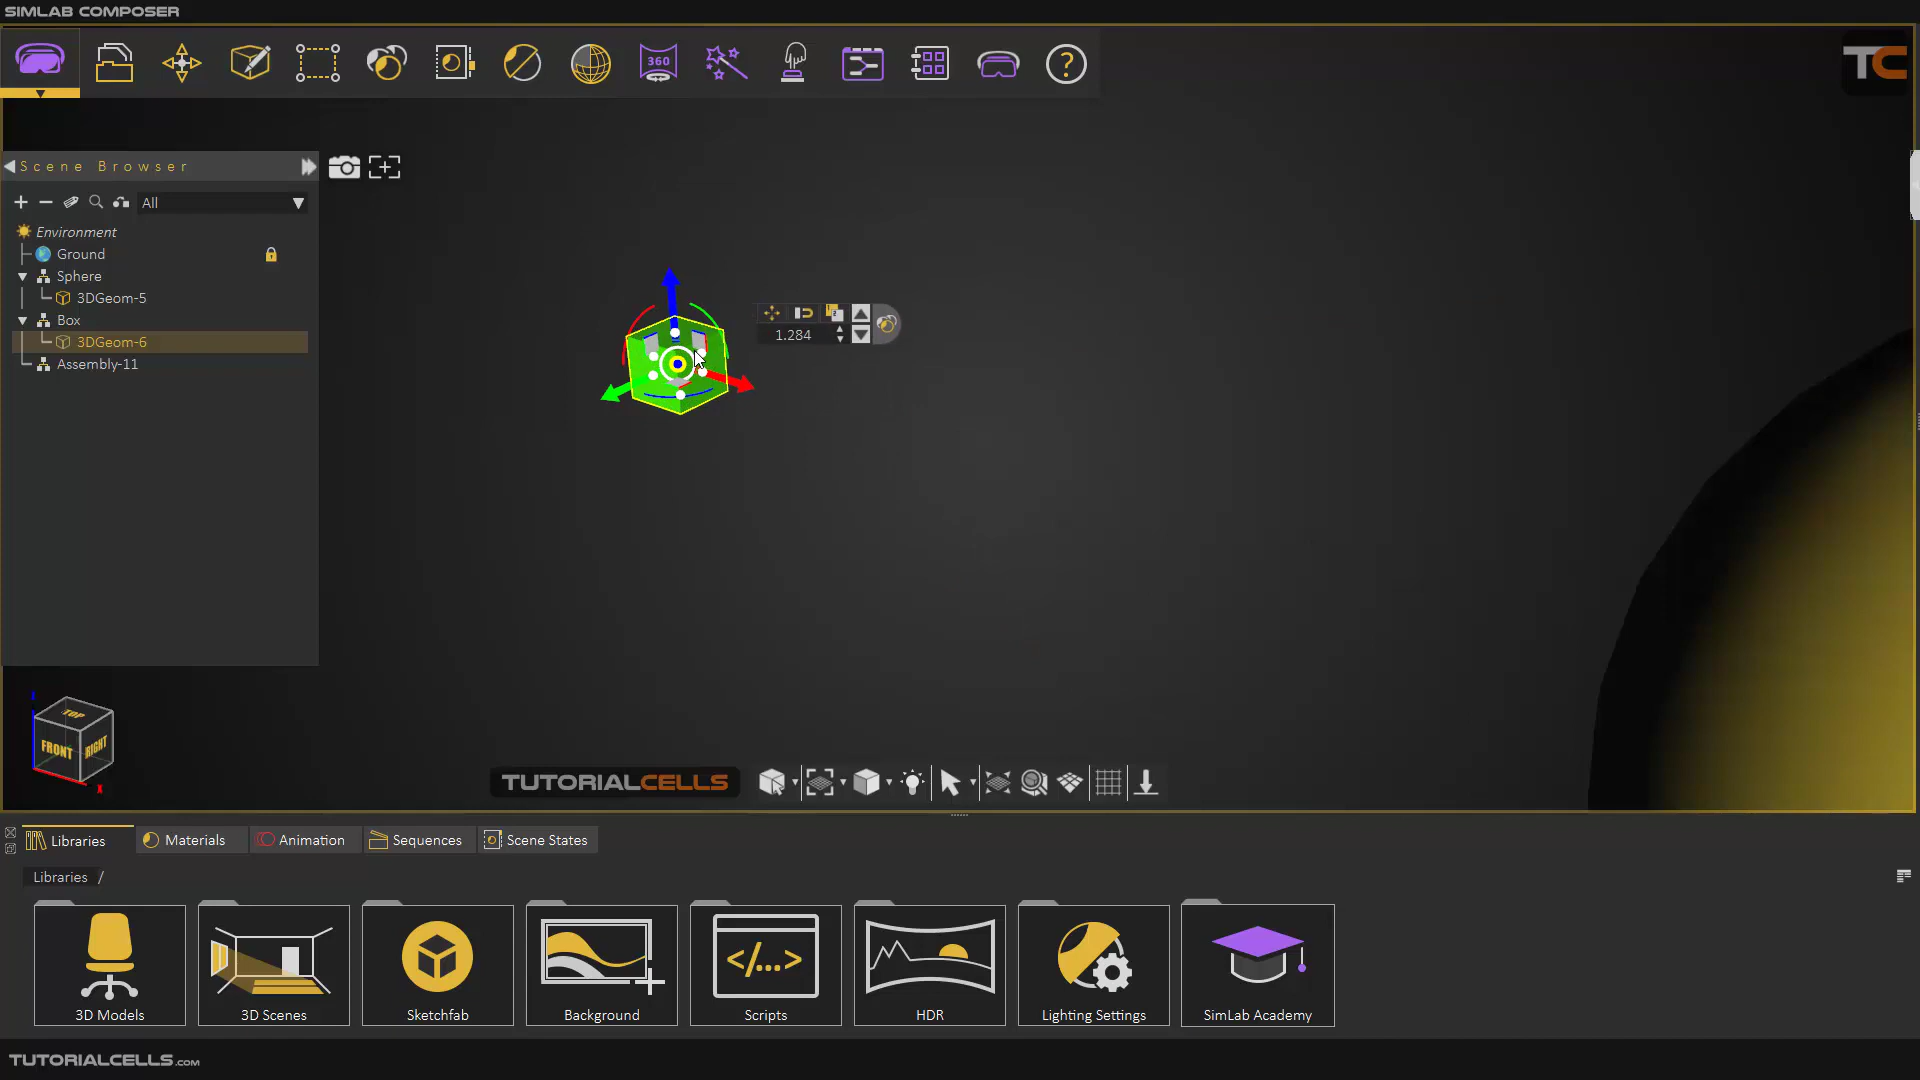 SIMLAB COMPOSER
360
?
TC
Scene Browser
All
Environment
Ground
Sphere
3DGeom-5
Box
3DGeom-6
Assembly-11
1.284
TOP
FRONT
RIGHT
x
TUTORIALCELLS
Libraries
Materials
Animation
Sequences
Scene States
Libraries /
</...>
3D Models
3D Scenes
Sketchfab
Background
Scripts
HDR
Lighting Settings
SimLab Academy
TUTORIALCELLS.COM